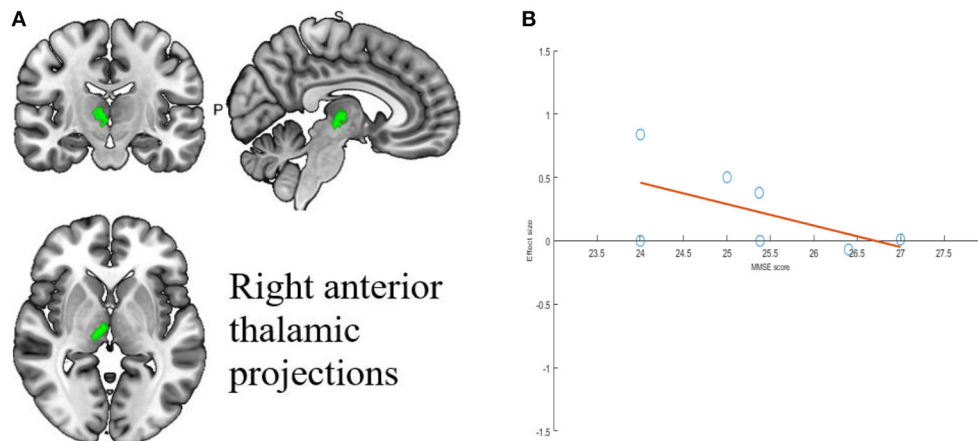 A
S
P
Right anterior
thalamic
projections
B
1.5
1
0.5
0
-0.5
-1
-1.5
Effect size
23.5 24 24.5 25 25.5 26 26.5 27 27.5
MMSE score